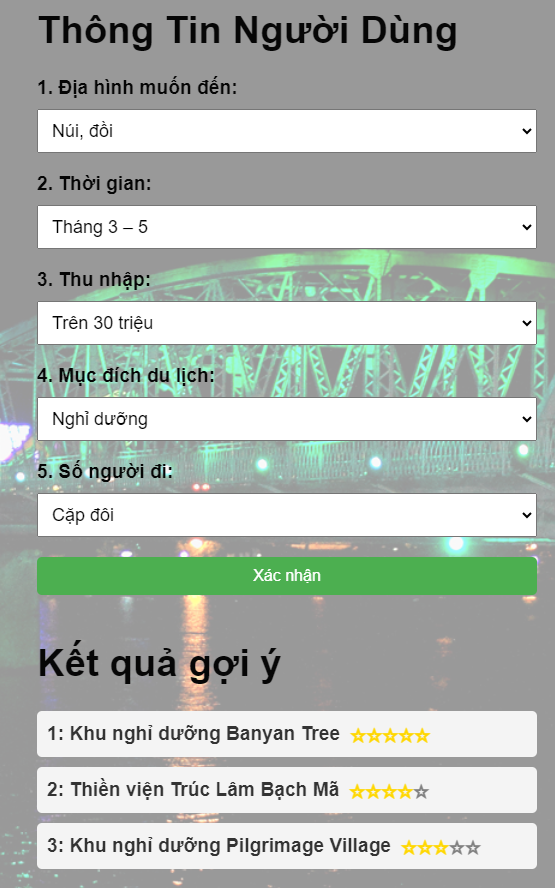 Thông Tin Người Dùng
1. Địa hình muốn đến:
Núi, đồi
2. Thời gian:
Tháng 3 – 5
3. Thu nhập:
Trên 30 triệu
4. Mục đích du lịch:
Nghỉ dưỡng
5. Số người đi:
Cặp đôi
Xác nhận
Kết quả gợi ý
1: Khu nghỉ dưỡng Banyan Tree
2: Thiền viện Trúc Lâm Bạch Mã
3: Khu nghỉ dưỡng Pilgrimage Village